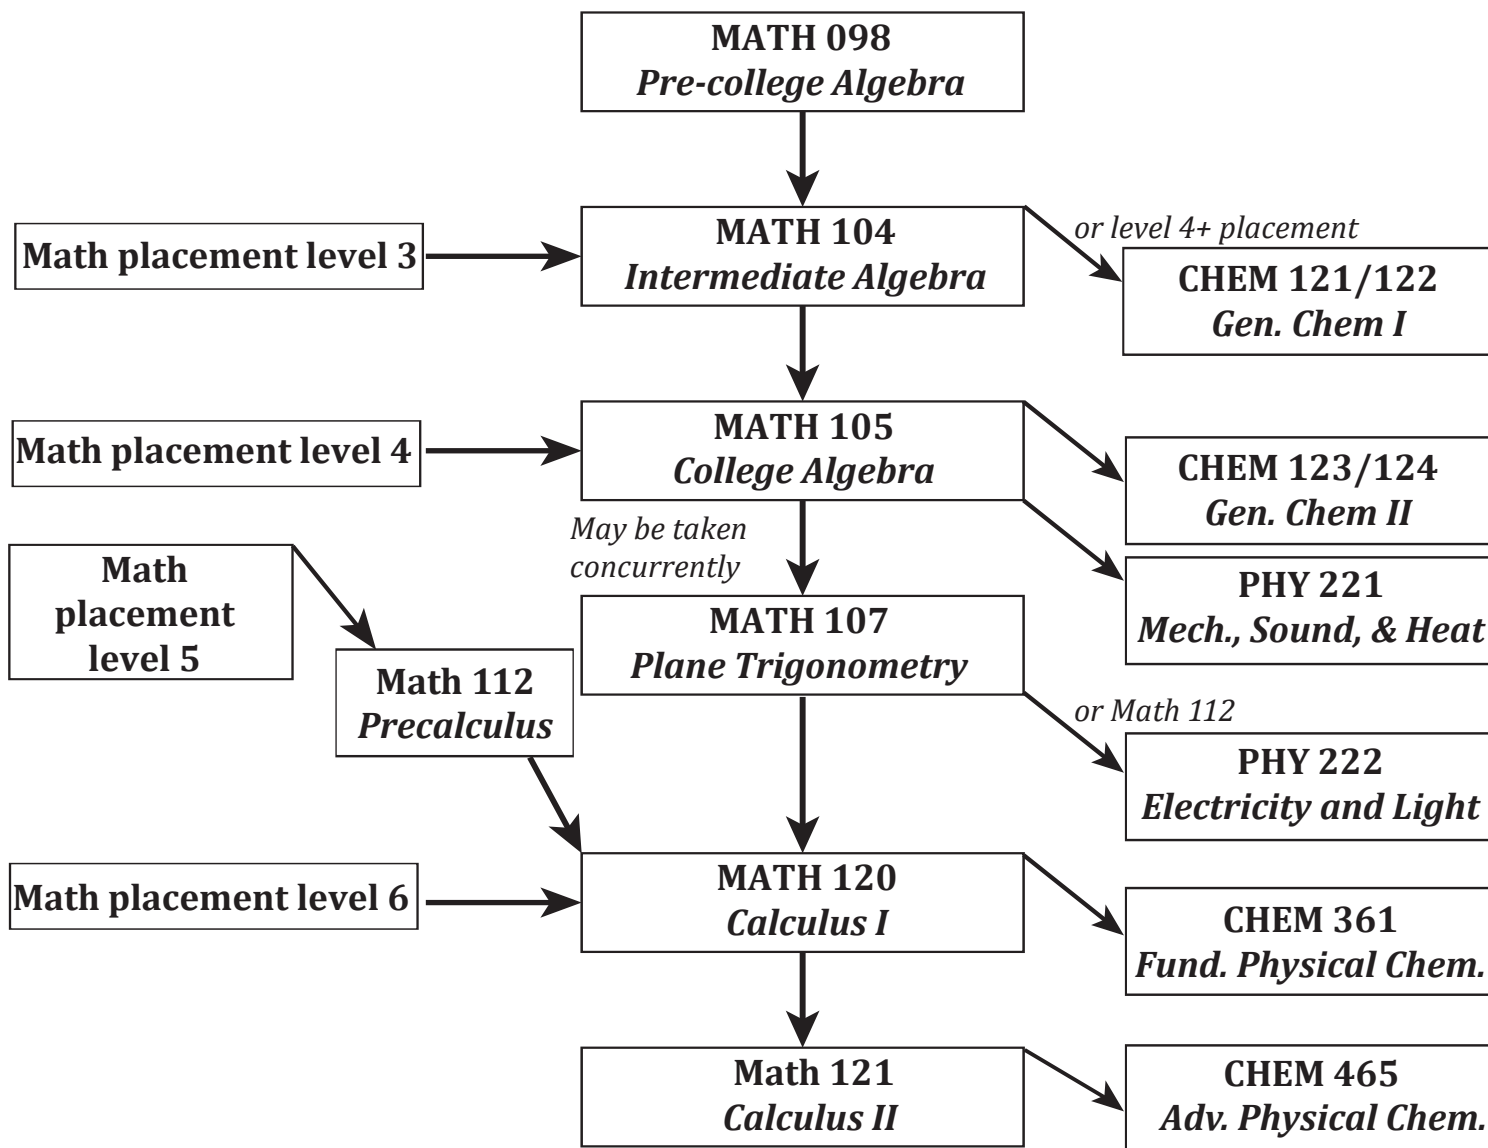 MATH 098
Pre-college Algebra
Math placement level 3
MATH 104
Intermediate Algebra
or level 4+ placement
CHEM 121/122
Gen. Chem I
Math placement level 4
MATH 105
College Algebra
CHEM 123/124
Gen. Chem II
May be taken
concurrently
Math
placement
level 5
PHY 221
Mech., Sound, & Heat
MATH 107
Plane Trigonometry
Math 112
Precalculus
or Math 112
PHY 222
Electricity and Light
Math placement level 6
MATH 120
Calculus I
CHEM 361
Fund. Physical Chem.
Math 121
Calculus II
CHEM 465
Adv. Physical Chem.